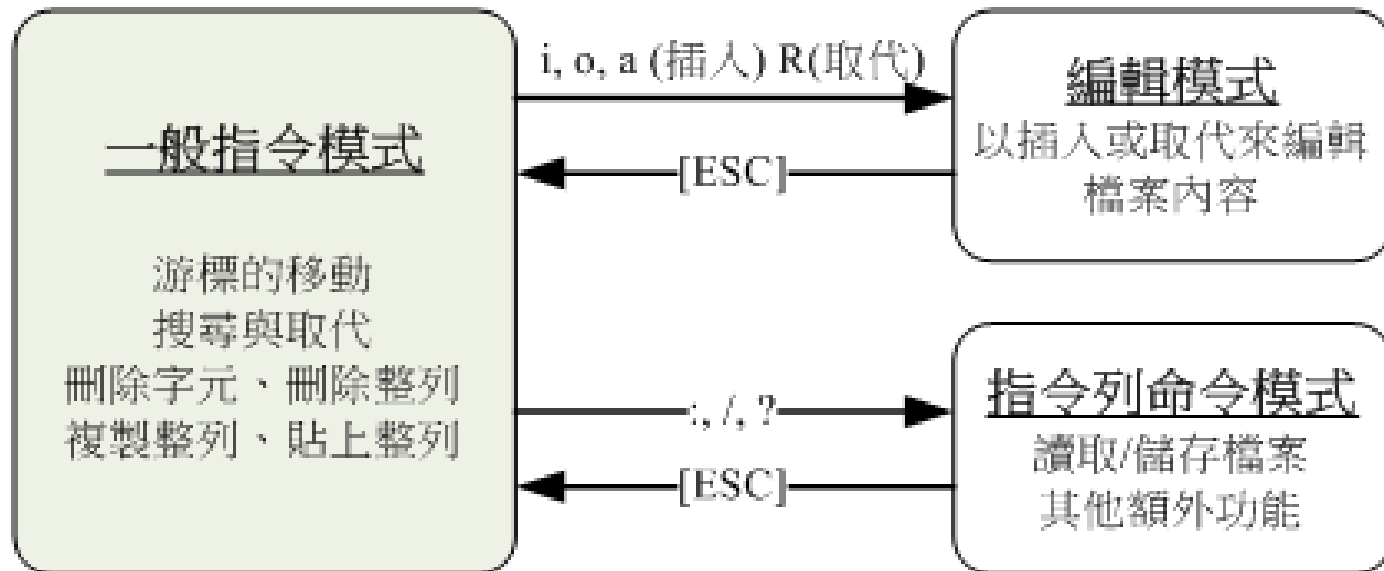 一般指令模式
游標的移動
搜尋與取代
刪除字元、刪除整列
複製整列、貼上整列
i, o, a (插入) R(取代)
[ESC]
編輯模式
以插入或取代來編輯
檔案內容
:, /, ?
[ESC]
指令列命令模式
讀取/儲存檔案
其他額外功能